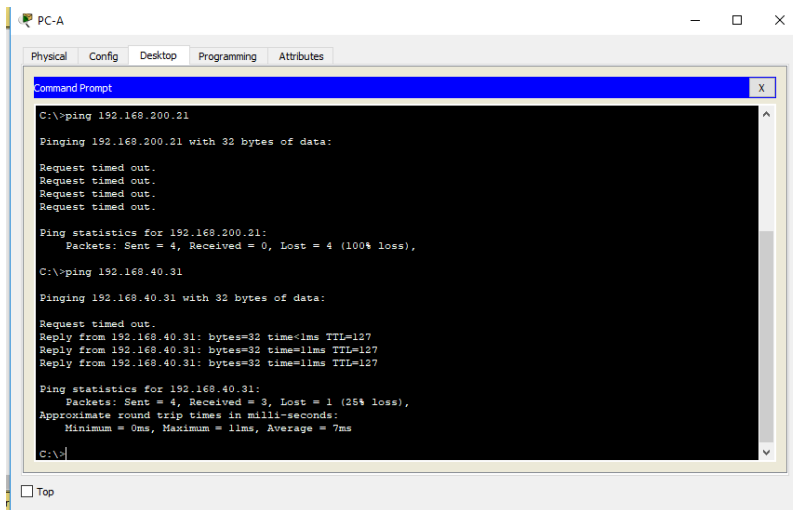 PC-A
Physical Config Desktop Programming Attributes
Command Prompt
X
C:\>ping 192.168.200.21
Pinging 192.168.200.21 with 32 bytes of data:
Request timed out.
Request timed out.
Request timed out.
Request timed out.
Ping statistics for 192.168.200.21:
Packets: Sent = 4, Received = 0, Lost = 4 (100% loss),
C:\>ping 192.168.40.31
Pinging 192.168.40.31 with 32 bytes of data:
Request timed out.
Reply from 192.168.40.31: bytes=32 time<1ms TTL=127
Reply from 192.168.40.31: bytes=32 time=11ms TTL=127
Reply from 192.168.40.31: bytes=32 time=11ms TTL=127
Ping statistics for 192.168.40.31:
Packets: Sent = 4, Received = 3, Lost = 1 (25% loss),
Approximate round trip times in milli-seconds:
Minimum = 0ms, Maximum = 11ms, Average = 7ms
C:\>
Top